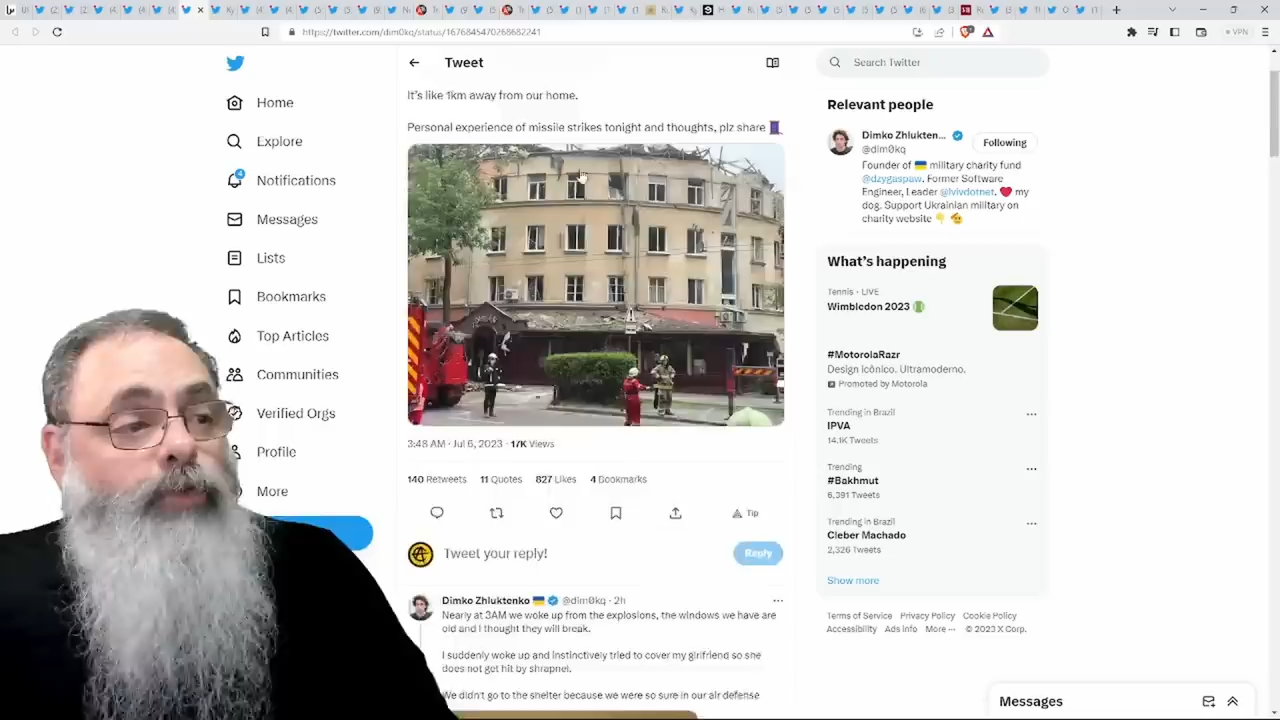 https://twitter.com/dim0kq/status/1676845470268682241
VPN
Home
Explore
4
Notifications
Messages
Lists
Bookmarks
Top Articles
Communities
Verified Orgs
Profile
More
Tweet
It's like 1km away from our home.
Personal experience of missile strikes tonight and thoughts, plz share
3:48 AM · Jul 6, 2023 · 17K Views
140 Retweets 11 Quotes 827 Likes 4 Bookmarks
Tip
Tweet your reply!
Reply
Dimko Zhluktenko @dim0kq · 2h
Nearly at 3AM we woke up from the explosions, the windows we have are
old and I thought they will break.
I suddenly woke up and instinctively tried to cover my girlfriend so she
does not get hit by shrapnel.
We didn't go to the shelter because we were so sure in our air defense
Search Twitter
Relevant people
Dimko Zhlukten...
@dim0kq
Following
Founder of military charity fund
@dzygaspaw. Former Software
Engineer, Leader @lvivdotnet. my
dog. Support Ukrainian military on
charity website
What's happening
Tennis · LIVE
Wimbledon 2023
#MotorolaRazr
Design icônico. Ultramoderno.
Promoted by Motorola
Trending in Brazil
IPVA
14.1K Tweets
Trending
#Bakhmut
6,391 Tweets
Trending in Brazil
Cleber Machado
2,326 Tweets
Show more
Terms of Service Privacy Policy Cookie Policy
Accessibility Ads info More ··· © 2023 X Corp.
Messages